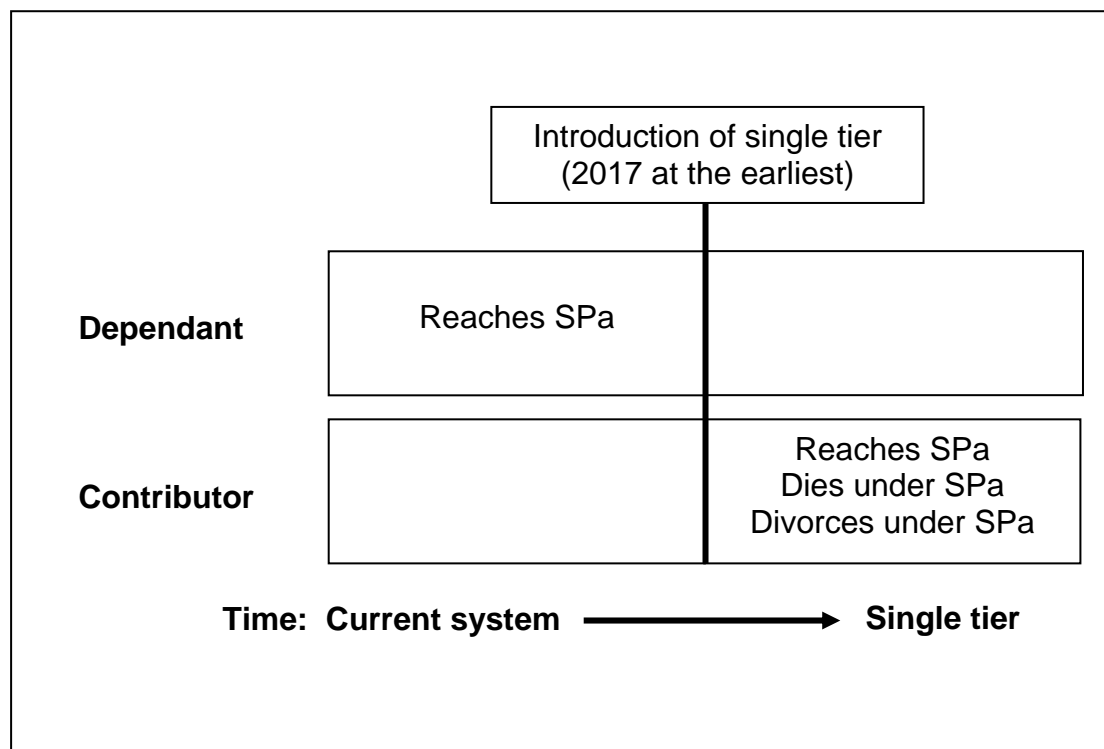 Introduction of single tier
(2017 at the earliest)
Dependant
Reaches SPa
Contributor
Reaches SPa
Dies under SPa
Divorces under SPa
Time: Current system
Single tier